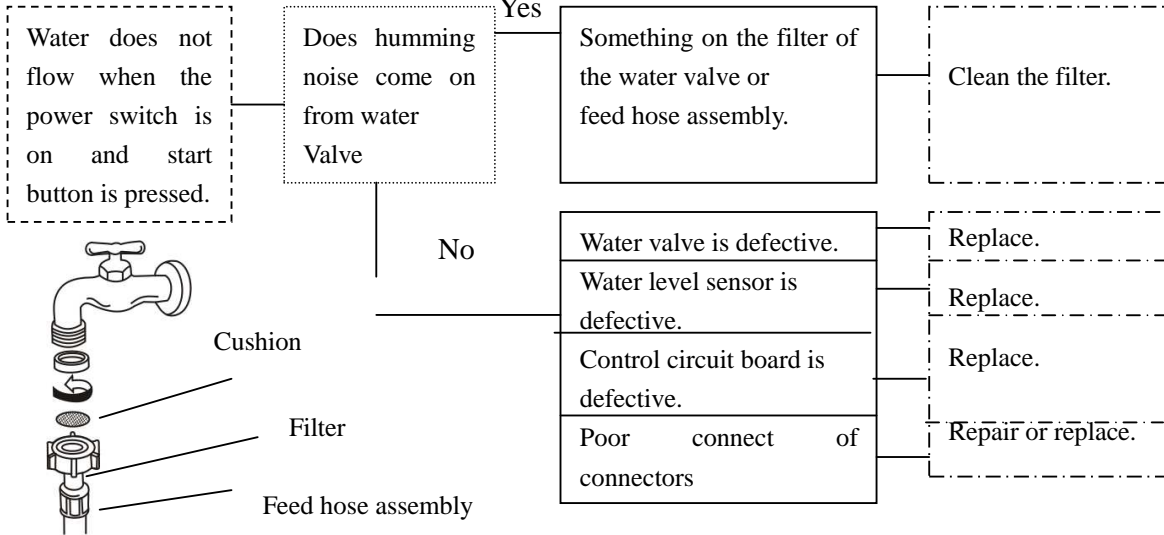 Water does not
flow when the
power switch is
on and start
button is pressed.
Does humming
noise come on
from water
Valve
Yes
Something on the filter of
the water valve or
feed hose assembly.
Clean the filter.
No
Water valve is defective.
Replace.
Water level sensor is
defective.
Replace.
Control circuit board is
defective.
Replace.
Poor connect of
connectors
Repair or replace.
Cushion
Filter
Feed hose assembly